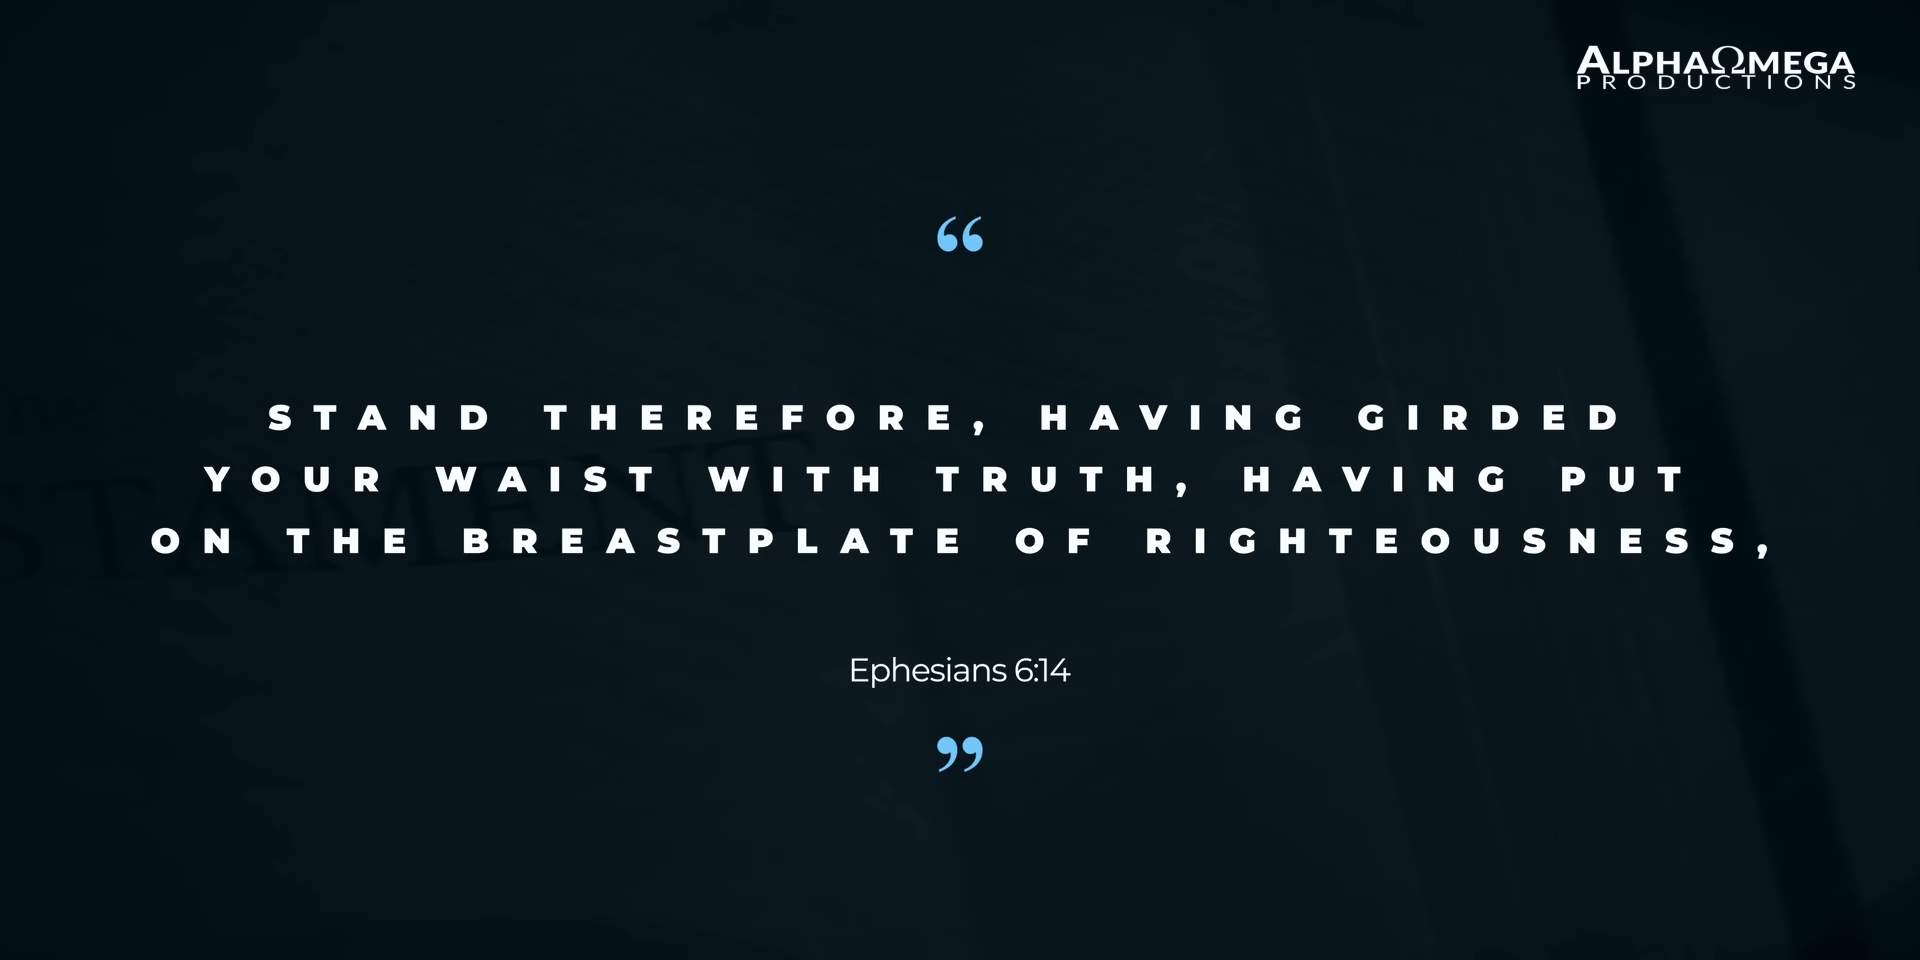 ALPHAΩMEGA
PRODUCTIONS
“
STAND THEREFORE, HAVING GIRDED
YOUR WAIST WITH TRUTH, HAVING PUT
ON THE BREASTPLATE OF RIGHTEOUSNESS,
Ephesians 6:14
”